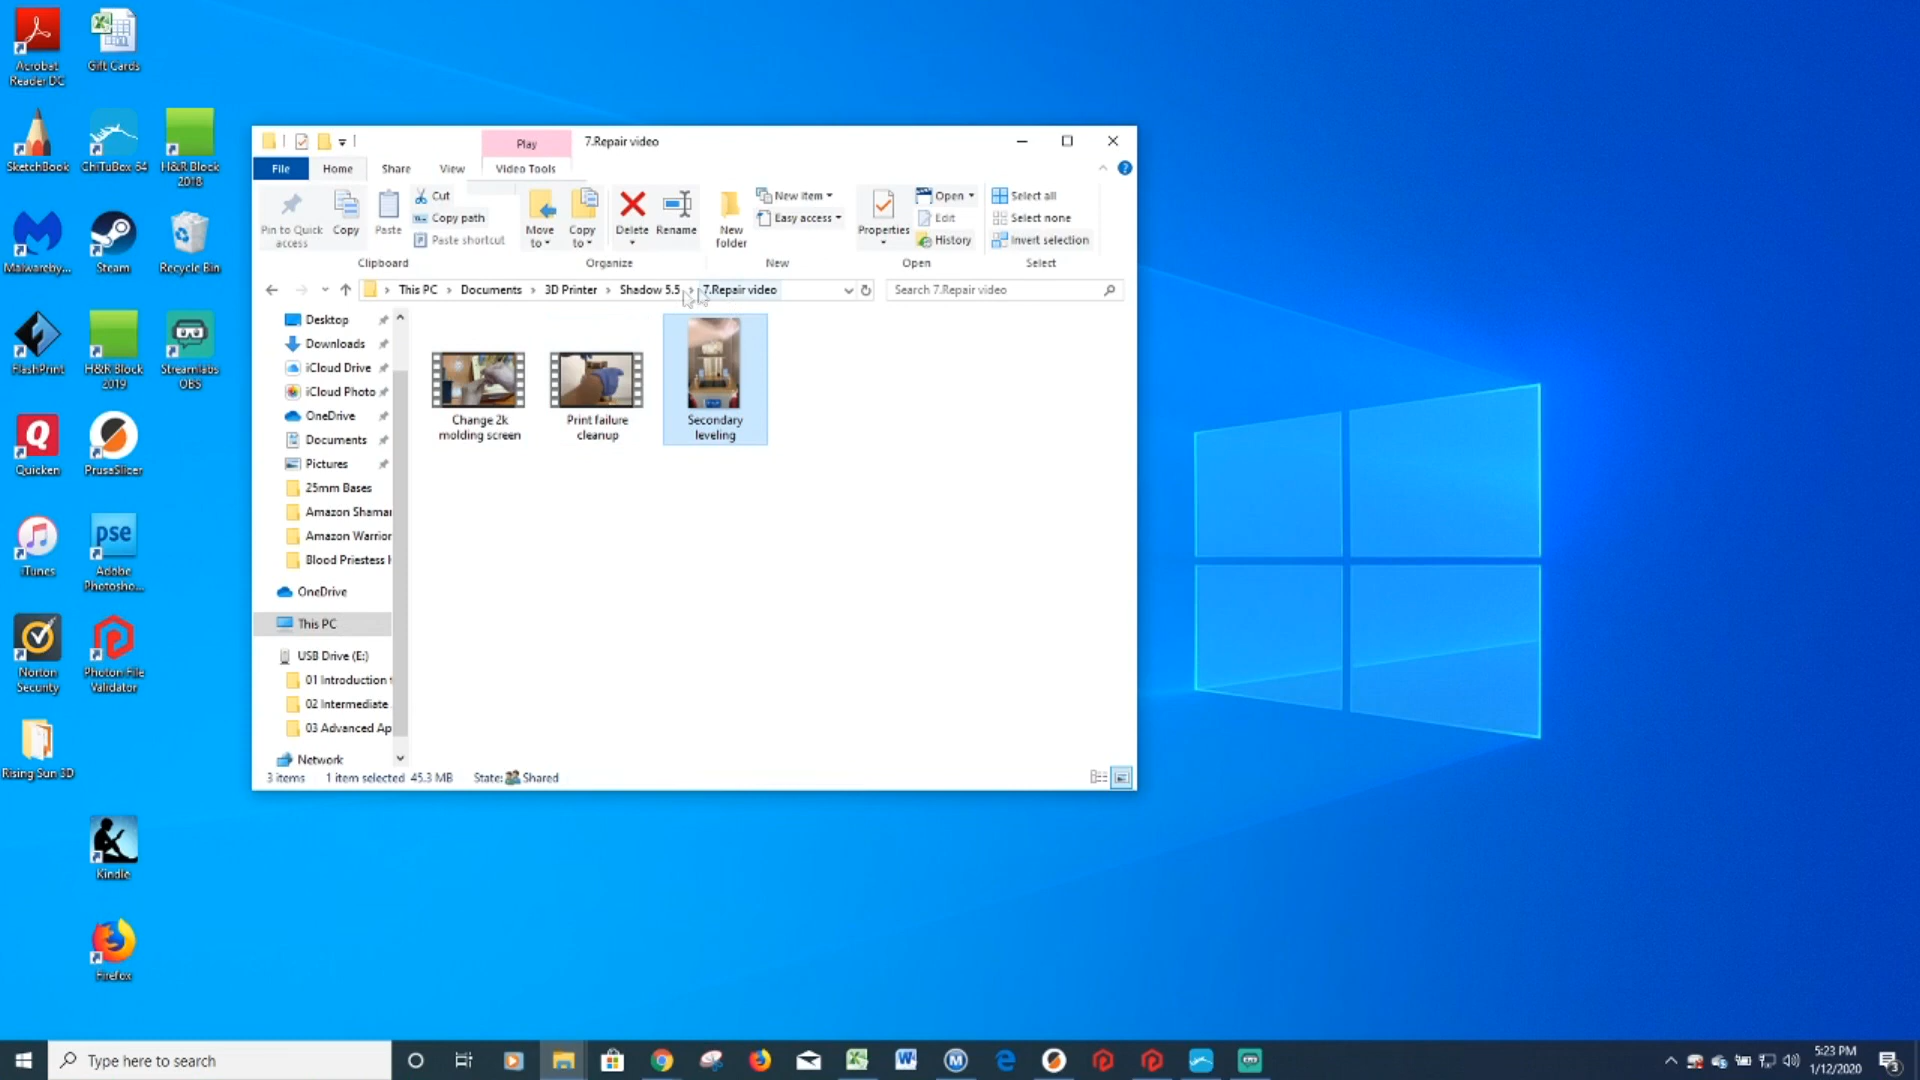 Acrobat
Reader DC
Gift Cards
SketchBook
ChiTuBox 64
H&R Block
2018
Malwareby...
Steam
Recycle Bin
FlashPrint
H&R Block
2019
Streamlabs
OBS
Quicken
PrusaSlicer
iTunes
pse
Adobe
Photosho...
Norton
Security
Photon File
Validator
Rising Sun 3D
Kindle
Firefox
Play
7.Repair video
File
Home
Share
View
Video Tools
Pin to Quick
access
Copy
Paste
Cut
Copy path
Paste shortcut
Clipboard
Move
to
Copy
to
Delete
Rename
Organize
New
folder
New item
Easy access
New
Properties
Open
Edit
History
Open
Select all
Select none
Invert selection
Select
This PC > Documents > 3D Printer > Shadow 5.5 > 7.Repair video
Search 7.Repair video
Desktop
Downloads
iCloud Drive
iCloud Photo
OneDrive
Documents
Pictures
25mm Bases
Amazon Shaman
Amazon Warrior
Blood Priestess
OneDrive
This PC
USB Drive (E:)
01 Introduction
02 Intermediate
03 Advanced Ap
Network
Change 2k
molding screen
Print failure
cleanup
Secondary
leveling
3 items 1 item selected 45.3 MB State: Shared
Type here to search
5:23 PM
1/12/2020
3